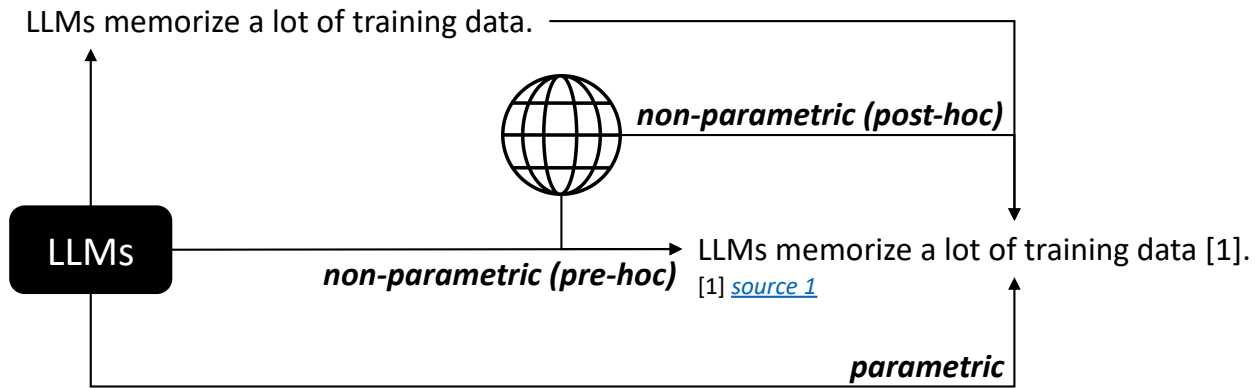 LLMs memorize a lot of training data.
non-parametric (post-hoc)
LLMs
non-parametric (pre-hoc)
LLMs memorize a lot of training data [1].
[1] source 1
parametric